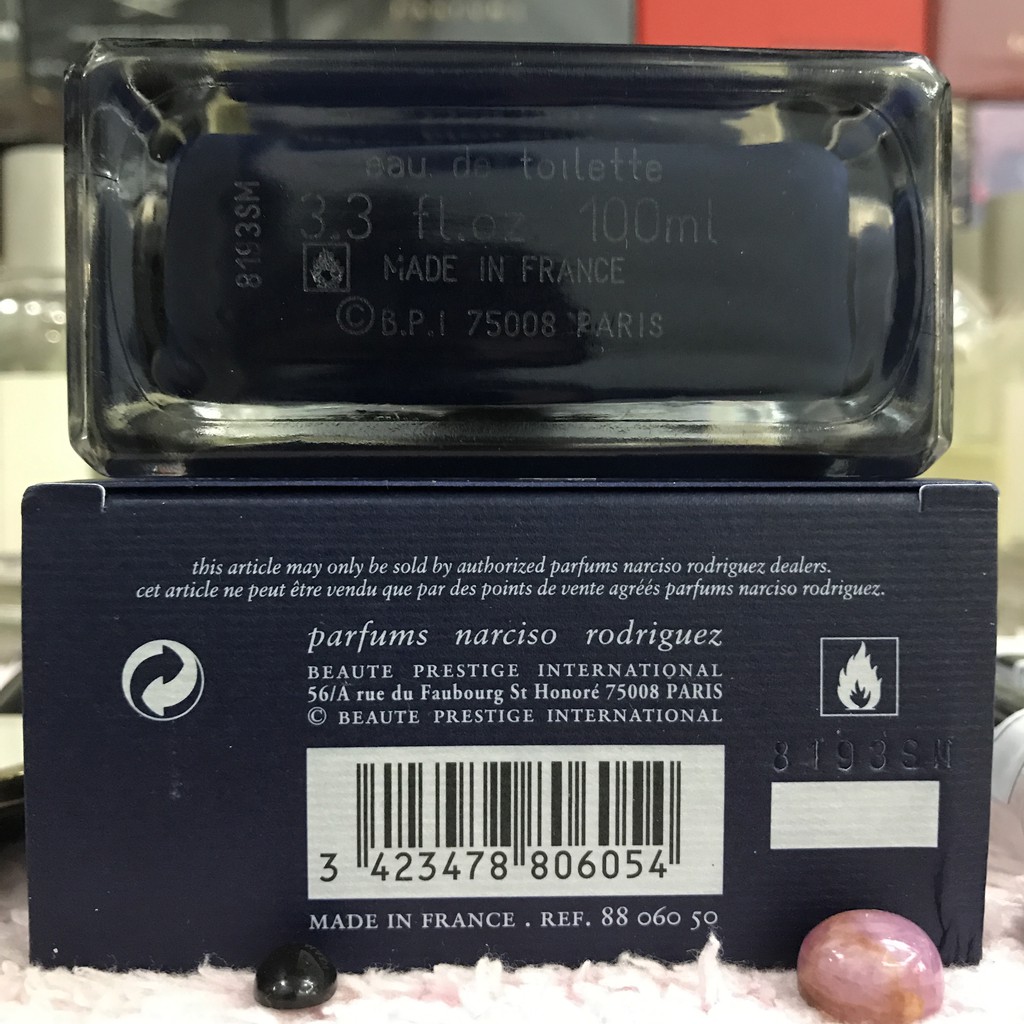 eau de toilette
8193SM
3.3 fl.oz. 100ml
MADE IN FRANCE
©B.P.I 75008 PARIS
this article may only be sold by authorized parfums narciso rodriguez dealers.
cet article ne peut être vendu que par des points de vente agréés parfums narciso rodriguez.
parfums narciso rodriguez
BEAUTE PRESTIGE INTERNATIONAL
56/A rue du Faubourg St Honoré 75008 PARIS
© BEAUTE PRESTIGE INTERNATIONAL
8193SM
3 423478 806054
MADE IN FRANCE . REF. 88 060 50